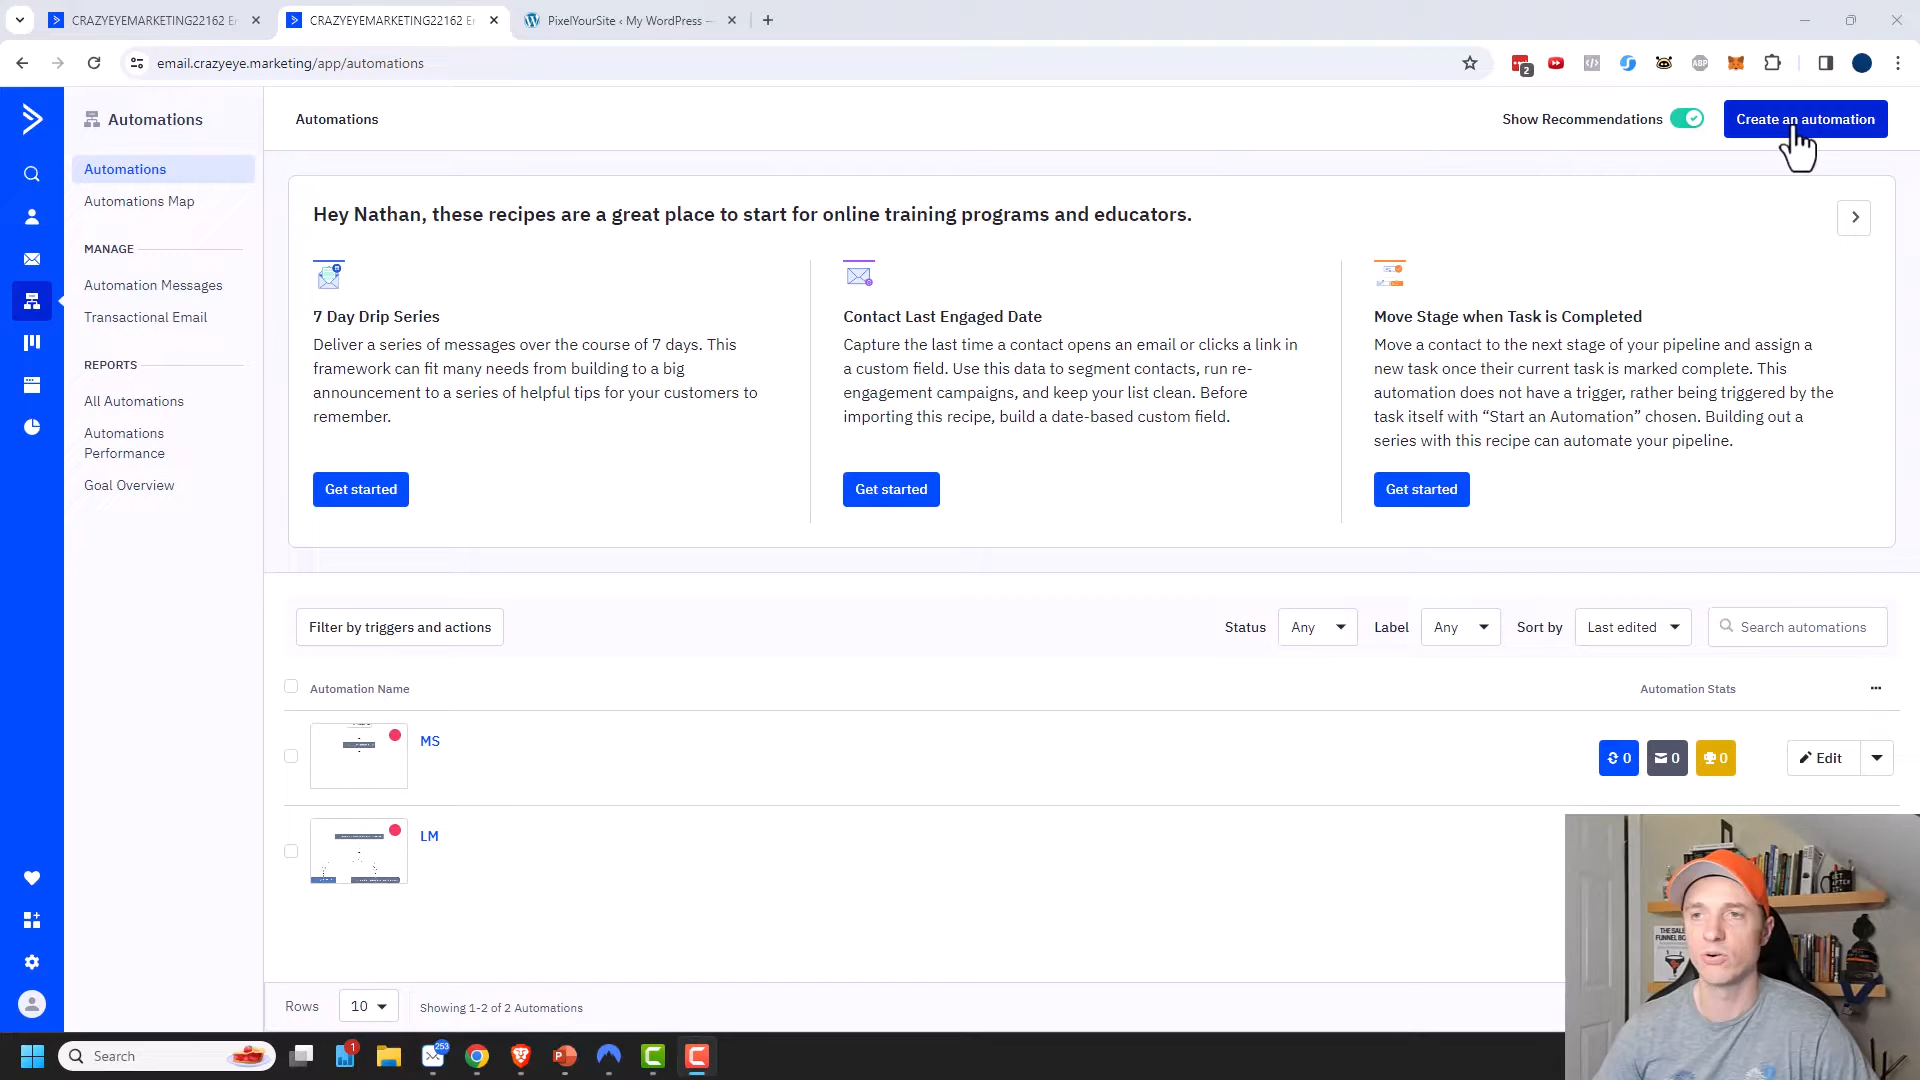 CRAZYEYEMARKETING22162 E
CRAZYEYEMARKETING22162 E
PixelYourSite ‹ My WordPress —
email.crazyeye.marketing/app/automations
2
ABP
Automations
Automations
Show Recommendations
Create an automation
Automations
Automations Map
MANAGE
Automation Messages
Transactional Email
REPORTS
All Automations
Automations
Performance
Goal Overview
Hey Nathan, these recipes are a great place to start for online training programs and educators.
7 Day Drip Series
Deliver a series of messages over the course of 7 days. This
framework can fit many needs from building to a big
announcement to a series of helpful tips for your customers to
remember.
Get started
Contact Last Engaged Date
Capture the last time a contact opens an email or clicks a link in
a custom field. Use this data to segment contacts, run re-
engagement campaigns, and keep your list clean. Before
importing this recipe, build a date-based custom field.
Get started
Move Stage when Task is Completed
Move a contact to the next stage of your pipeline and assign a
new task once their current task is marked complete. This
automation does not have a trigger, rather being triggered by the
task itself with “Start an Automation” chosen. Building out a
series with this recipe can automate your pipeline.
Get started
Filter by triggers and actions
Status
Any
Label
Any
Sort by
Last edited
Search automations
Automation Name
Automation Stats
MS
0
0
0
Edit
LM
Rows
10
Showing 1-2 of 2 Automations
THE SALES
FUNNEL BO
GET
AFTER
IT
Search
1
253